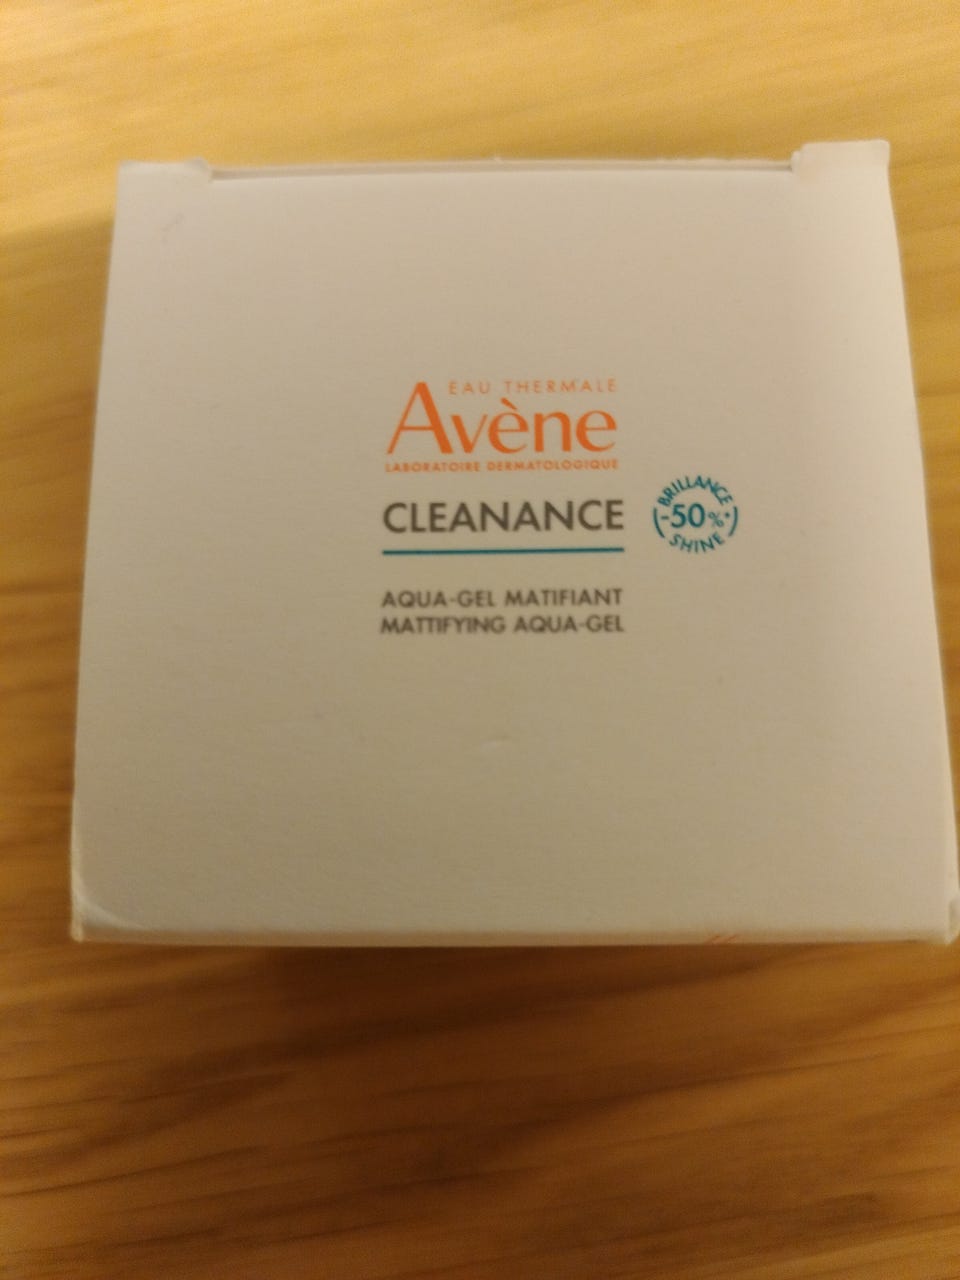 EAU THERMALE
Avène
LABORATOIRE DERMATOLOGIQUE
CLEANANCE
BRILLANCE
-50%*
SHINE
AQUA-GEL MATIFIANT
MATTIFYING AQUA-GEL